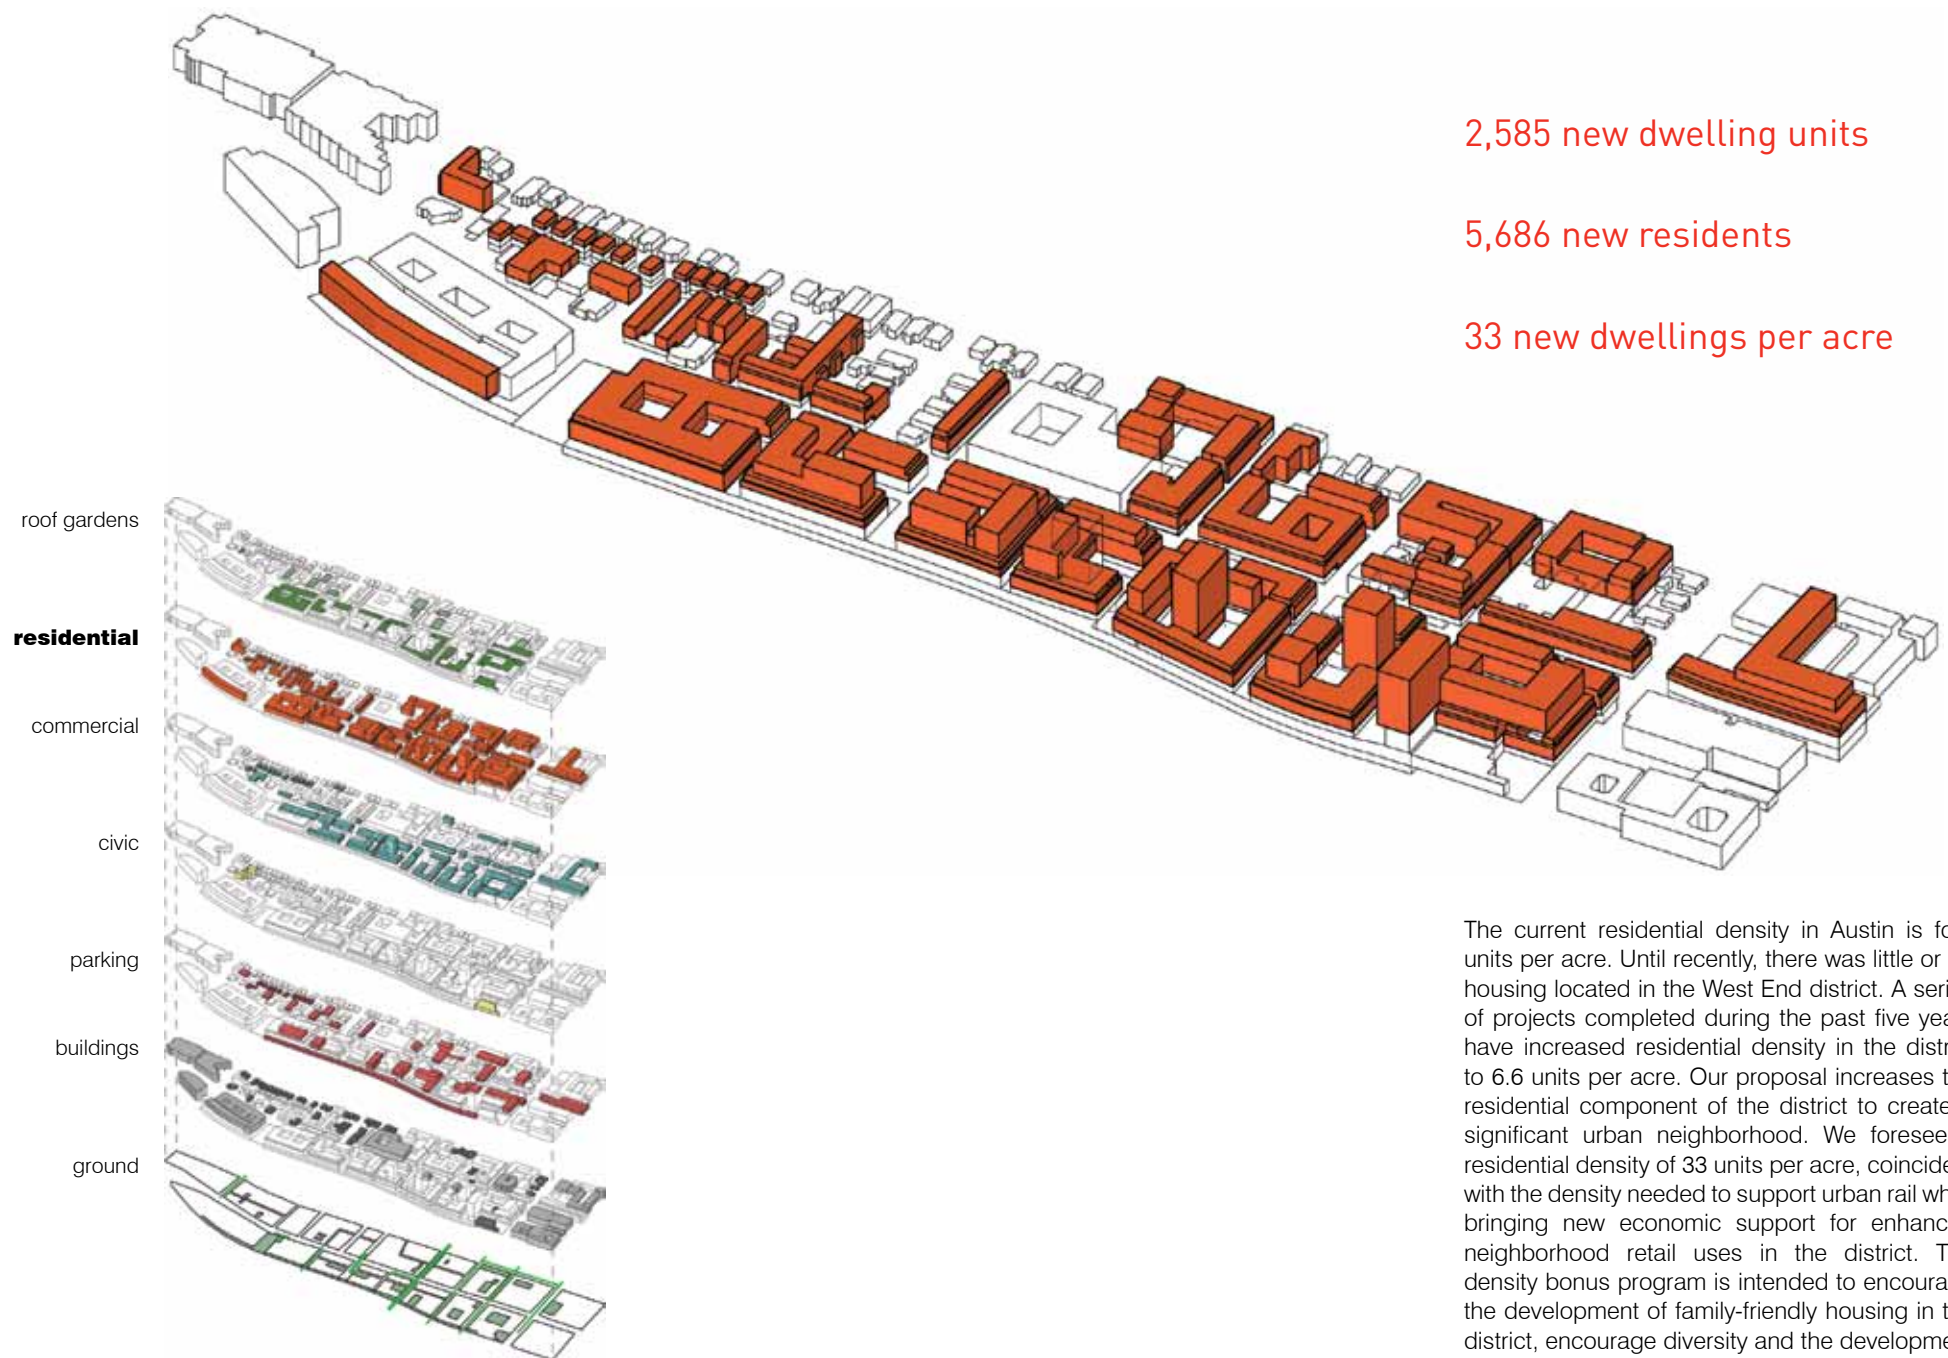 2,585 new dwelling units
5,686 new residents
33 new dwellings per acre
roof gardens
residential
commercial
civic
parking
buildings
ground
The current residential density in Austin is
units per acre. Until recently, there was little or
housing located in the West End district. A
of projects completed during the past five
have increased residential density in the
to 6.6 units per acre. Our proposal increases
residential component of the district to create
significant urban neighborhood. We foresee
residential density of 33 units per acre,
with the density needed to support urban rail
bringing new economic support for
neighborhood retail uses in the district.
density bonus program is intended to
the development of family-friendly housing in
district, encourage diversity and the